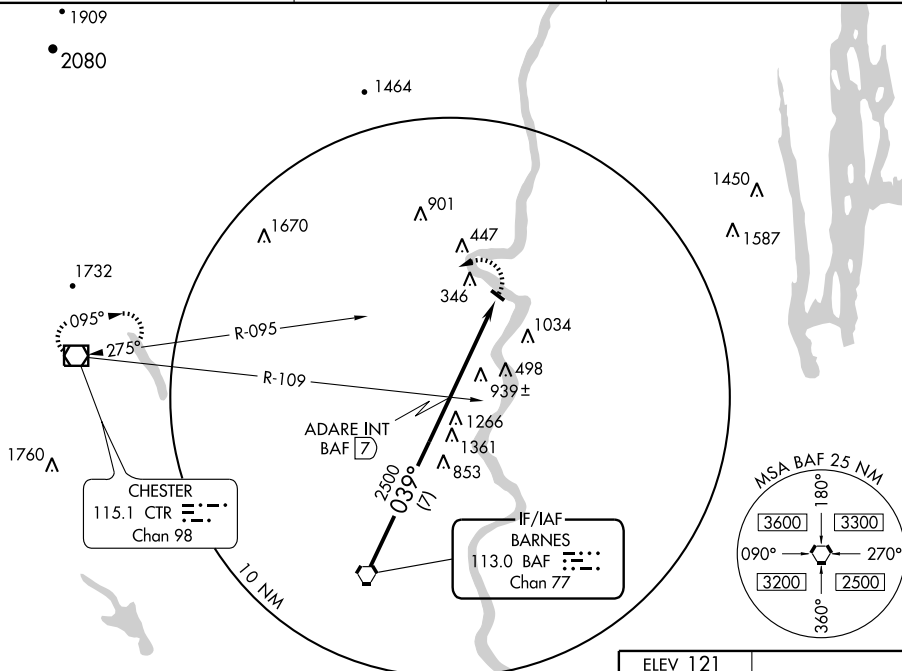 1909
2080
1464
1450
1587
901
1670
447
346
1732
095°
275°
R-095
1034
R-109
498
939±
ADARE INT
BAF 7
1266
1361
853
1760
2500
039°
(7)
CHESTER
115.1 CTR
Chan 98
IF/IAF
BARNES
113.0 BAF
Chan 77
10 NM
MSA BAF 25 NM
180°
3600
3300
090°
270°
3200
2500
360°
ELEV 121